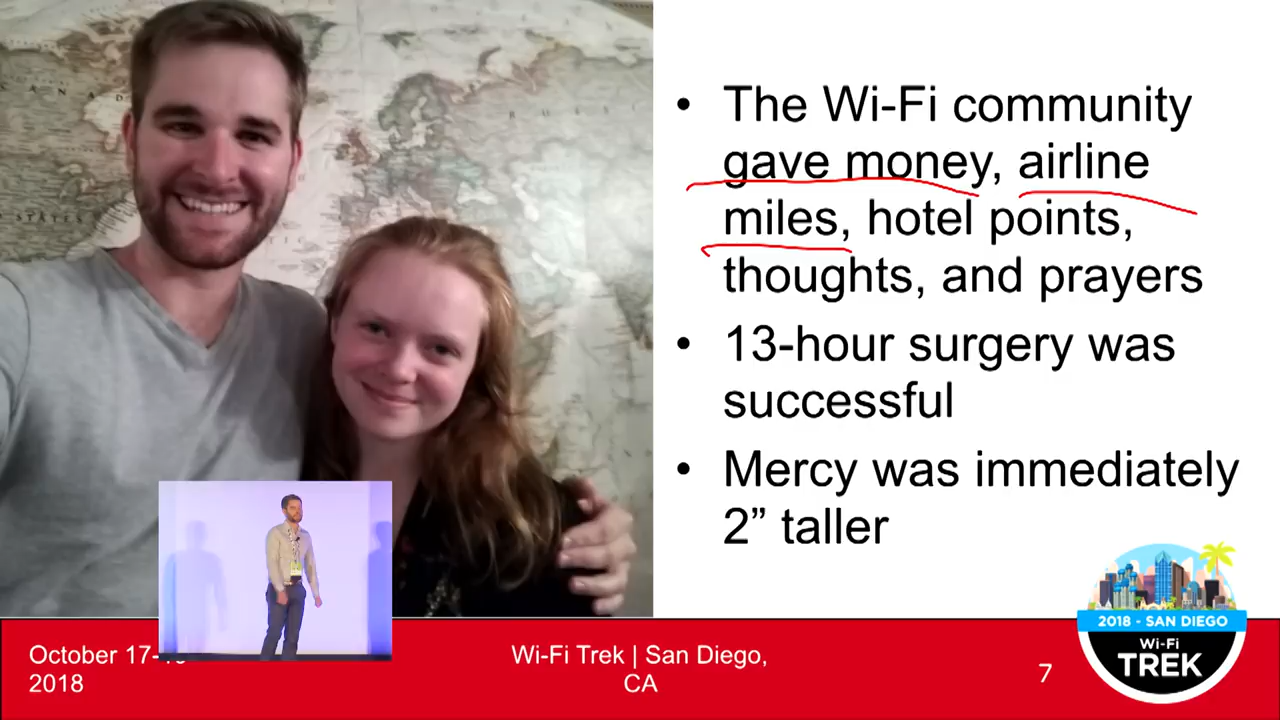 • The Wi-Fi community
gave money, airline
miles, hotel points,
thoughts, and prayers
• 13-hour surgery was
successful
• Mercy was immediately
2” taller
October 17-
2018
Wi-Fi Trek | San Diego,
CA
7
2018 - SAN DIEGO
Wi-Fi
TREK